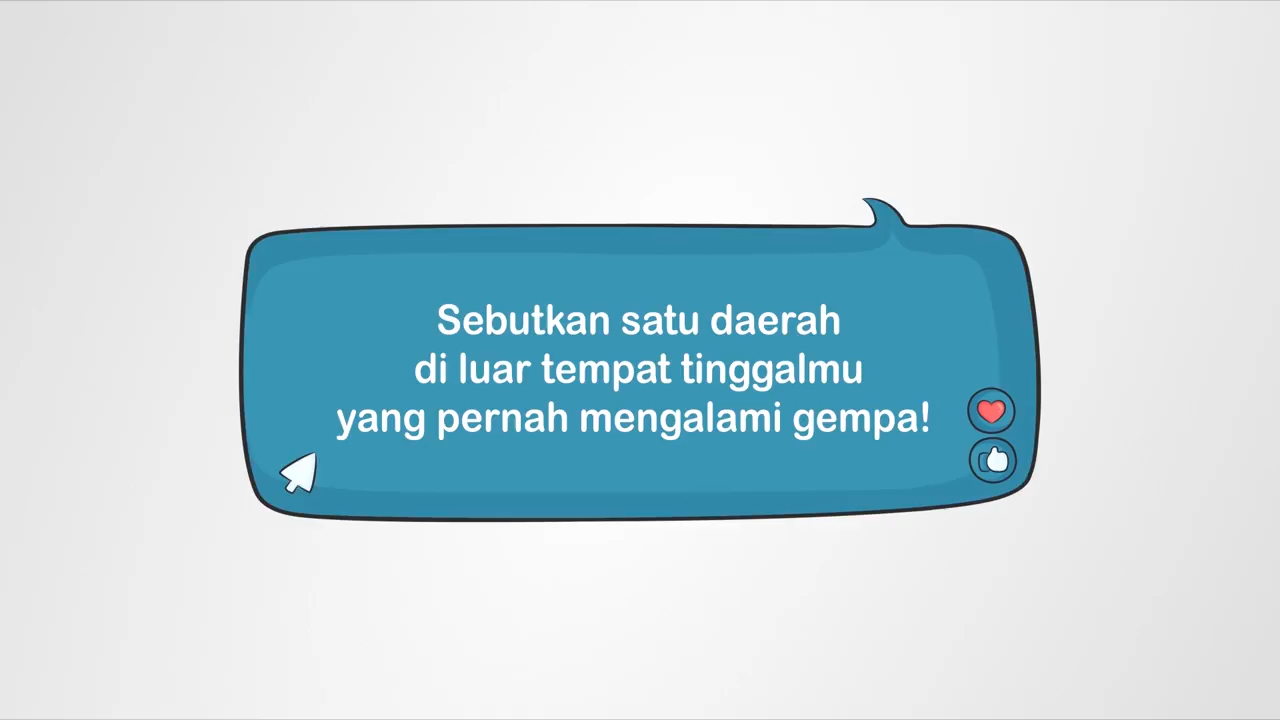 Sebutkan satu daerah
di luar tempat tinggalmu
yang pernah mengalami gempa!